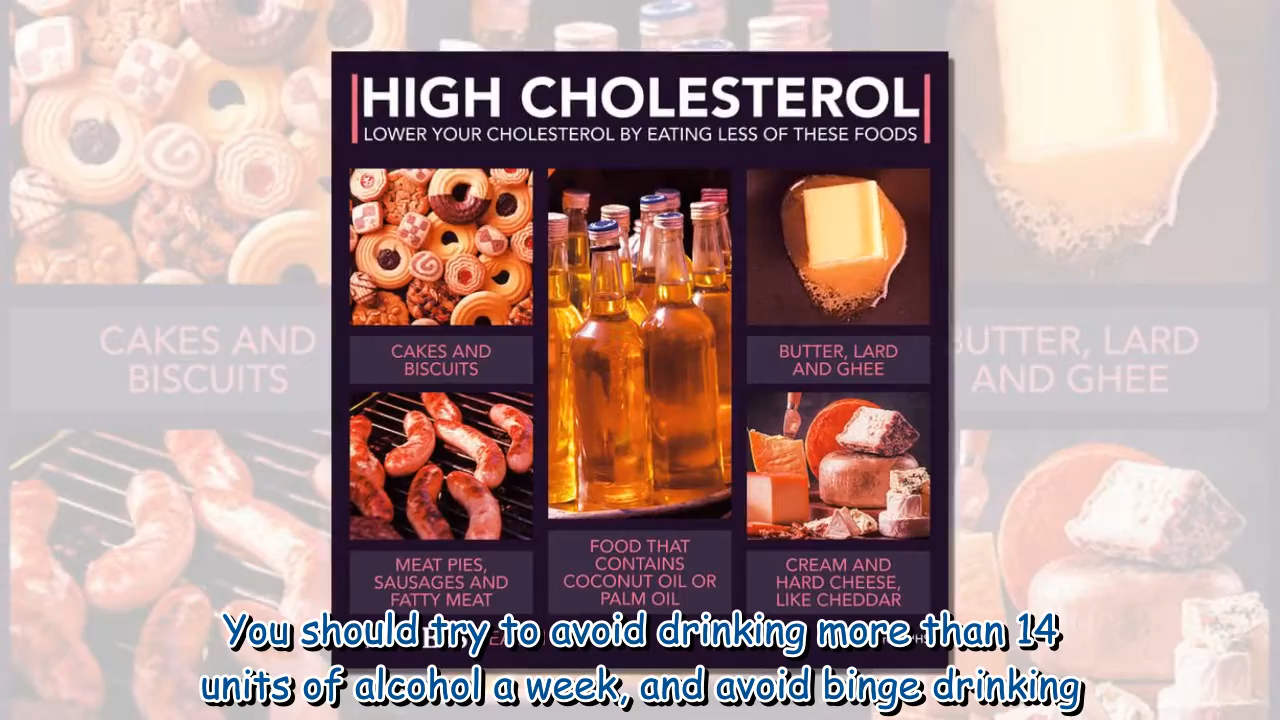 HIGH CHOLESTEROL
LOWER YOUR CHOLESTEROL BY EATING LESS OF THESE FOODS
CAKES AND
BISCUITS
BUTTER, LARD
AND GHEE
MEAT PIES,
SAUSAGES AND
FATTY MEAT
FOOD THAT
CONTAINS
COCONUT OIL OR
PALM OIL
CREAM AND
HARD CHEESE,
LIKE CHEDDAR
CAKES AND
BISCUITS
BUTTER, LARD
AND GHEE
You should try to avoid drinking more than 14
units of alcohol a week, and avoid binge drinking